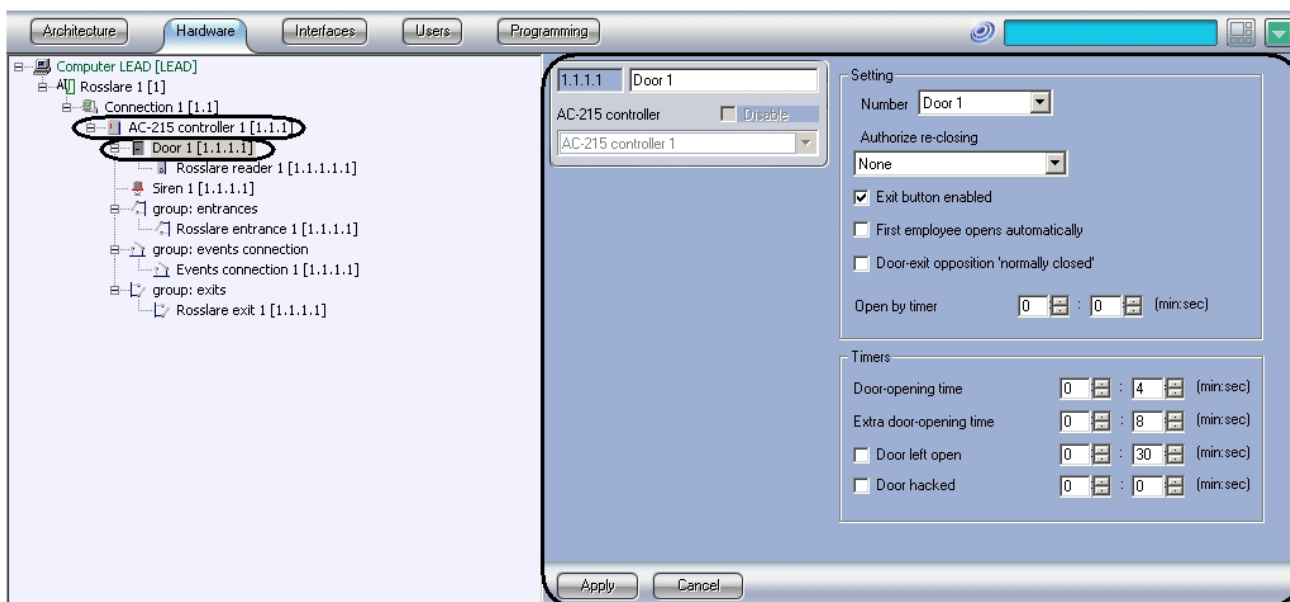 Architecture Hardware Interfaces Users Programming
Computer LEAD [LEAD]
Rosslare 1 [1]
Connection 1 [1.1]
AC-215 controller 1 [1.1.1]
Door 1 [1.1.1.1]
Rosslare reader 1 [1.1.1.1.1]
Siren 1 [1.1.1.1]
group: entrances
Rosslare entrance 1 [1.1.1.1]
group: events connection
Events connection 1 [1.1.1.1]
group: exits
Rosslare exit 1 [1.1.1.1]
1.1.1.1 Door 1
AC-215 controller Disable
AC-215 controller 1
Setting
Number Door 1
Authorize re-closing
None
Exit button enabled
First employee opens automatically
Door-exit opposition 'normally closed'
Open by timer 0 : 0 (min:sec)
Timers
Door-opening time 0 : 4 (min:sec)
Extra door-opening time 0 : 8 (min:sec)
Door left open 0 : 30 (min:sec)
Door hacked 0 : 0 (min:sec)
Apply Cancel